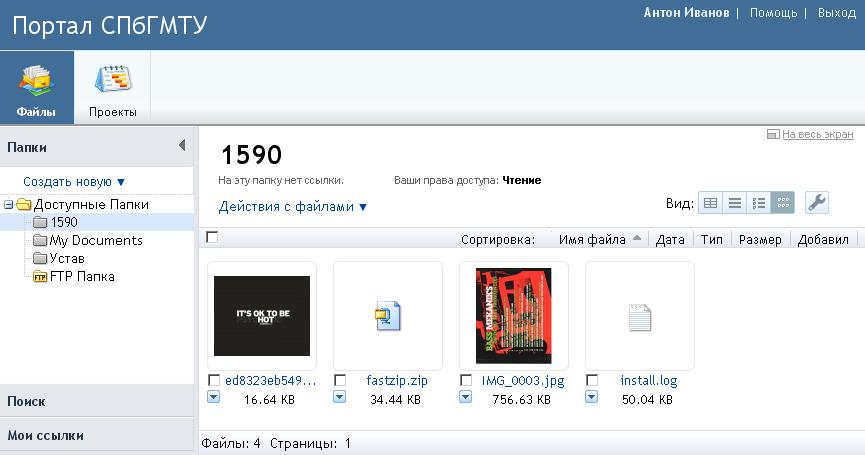 Портал СПбГМТУ
Антон Иванов | Помощь | Выход
Файлы
Проекты
Папки
Создать новую ▼
Доступные Папки
1590
My Documents
Устав
FTP Папка
Поиск
Мои ссылки
На весь экран
1590
На эту папку нет ссылки. Ваши права доступа: Чтение
Действия с файлами ▼
Вид:
Сортировка: Имя файла Дата Тип Размер Добавил
IT'S OK TO BE
HOT
BASS MEKANIKS
ed8323eb549... fastzip.zip IMG_0003.jpg install.log
16.64 KB 34.44 KB 756.63 KB 50.04 KB
Файлы: 4 Страницы: 1